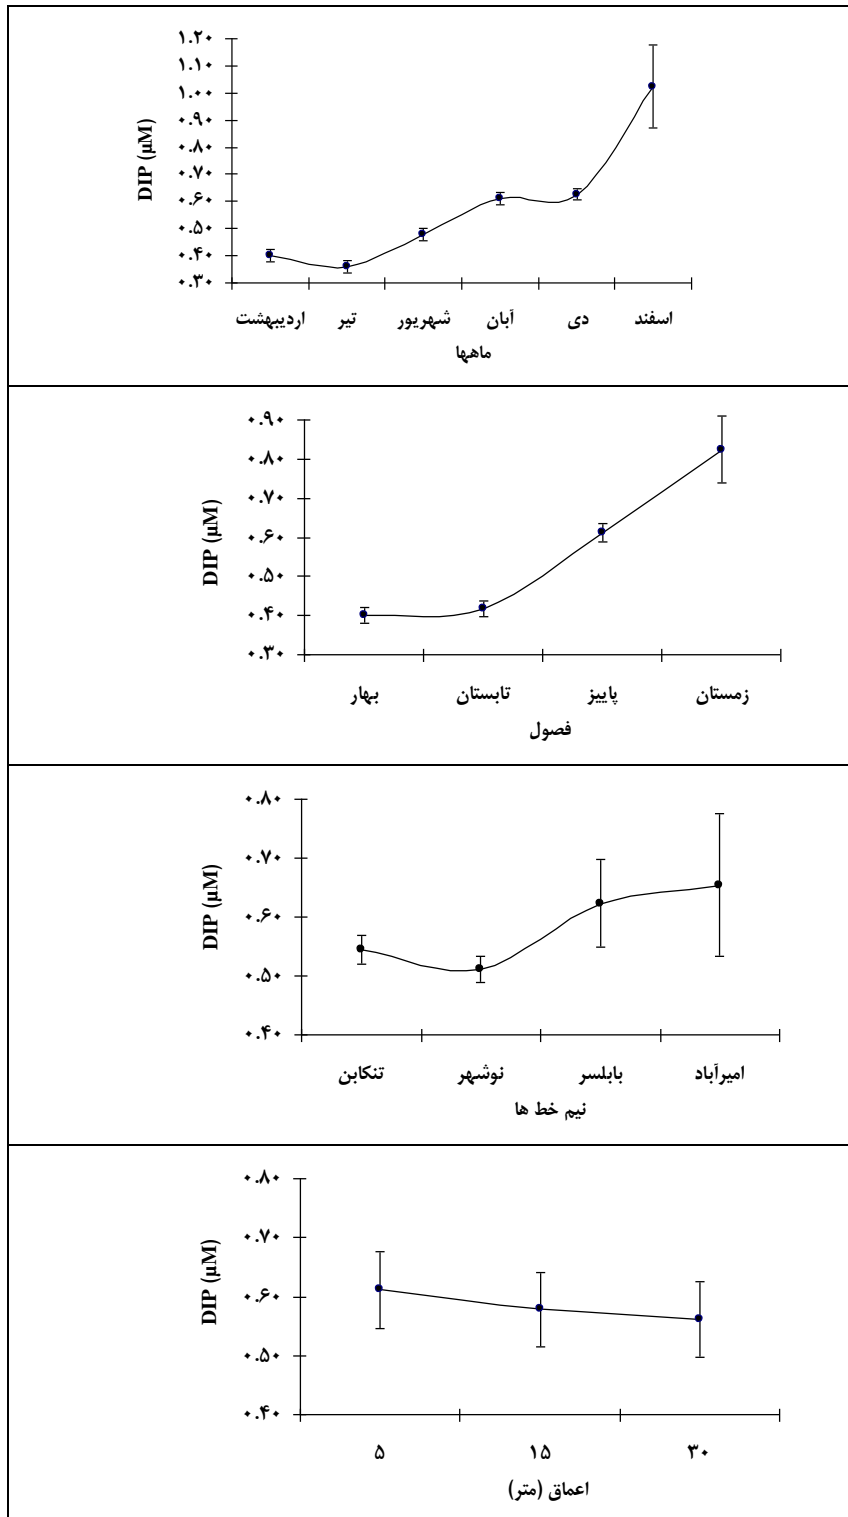 DIP (µM)
۱.۲۰
۱.۱۰
۱.۰۰
۰.۹۰
۰.۸۰
۰.۷۰
۰.۶۰
۰.۵۰
۰.۴۰
۰.۳۰
اردیبهشت تیر شهریور آبان دی اسفند
ماهها
DIP (µM)
۰.۹۰
۰.۸۰
۰.۷۰
۰.۶۰
۰.۵۰
۰.۴۰
۰.۳۰
بهار تابستان پاییز زمستان
فصول
DIP (µM)
۰.۸۰
۰.۷۰
۰.۶۰
۰.۵۰
۰.۴۰
تنکابن نوشهر بابلسر امیرآباد
نیم خط ها
DIP (µM)
۰.۸۰
۰.۷۰
۰.۶۰
۰.۵۰
۰.۴۰
۵ ۱۵ ۳۰
اعماق (متر)